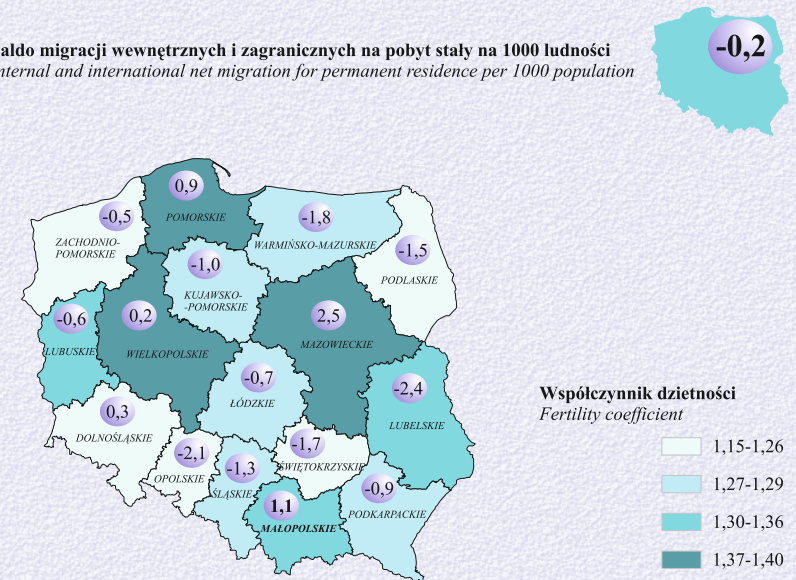 aldo migracji wewnętrznych i zagranicznych na pobyt stały na 1000 ludności
nternal and international net migration for permanent residence per 1000 population
-0,2
0,9
POMORSKIE
-0,5
ZACHODNIO-
POMORSKIE
-1,8
WARMIŃSKO-MAZURSKIE
-1,5
PODLASKIE
-1,0
KUJAWSKO-
-POMORSKIE
-0,6
LUBUSKIE
0,2
WIELKOPOLSKIE
2,5
MAZOWIECKIE
-0,7
ŁÓDZKIE
-2,4
LUBELSKIE
0,3
DOLNOŚLĄSKIE
-2,1
OPOLSKIE
-1,3
ŚLĄSKIE
-1,7
ŚWIĘTOKRZYSKIE
1,1
MAŁOPOLSKIE
-0,9
PODKARPACKIE
Współczynnik dzietności
Fertility coefficient
1,15-1,26
1,27-1,29
1,30-1,36
1,37-1,40